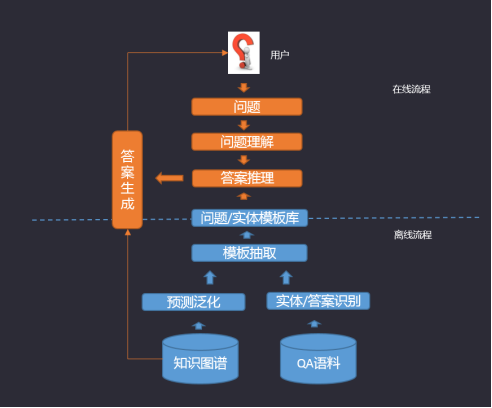 用户
在线流程
问题
问题理解
答案推理
答案生成
问题/实体模板库
离线流程
模板抽取
预测泛化
实体/答案识别
知识图谱
QA语料